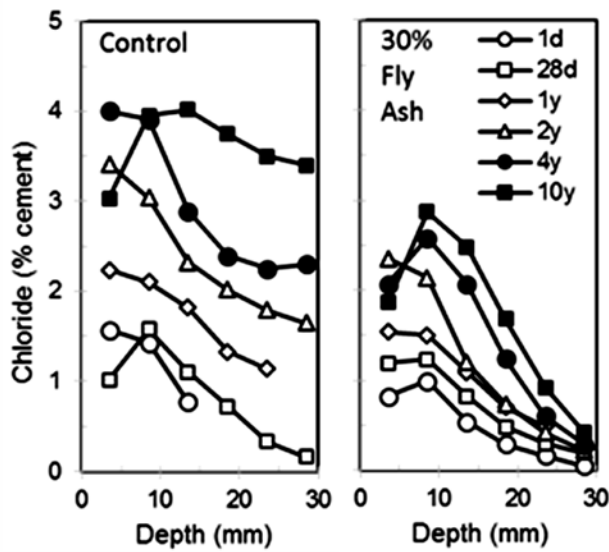 Chloride (% cement)
5
4
3
2
1
0
Control
0 10 20 30
Depth (mm)
30%
Fly
Ash
1d
28d
1y
2y
4y
10y
0 10 20 30
Depth (mm)